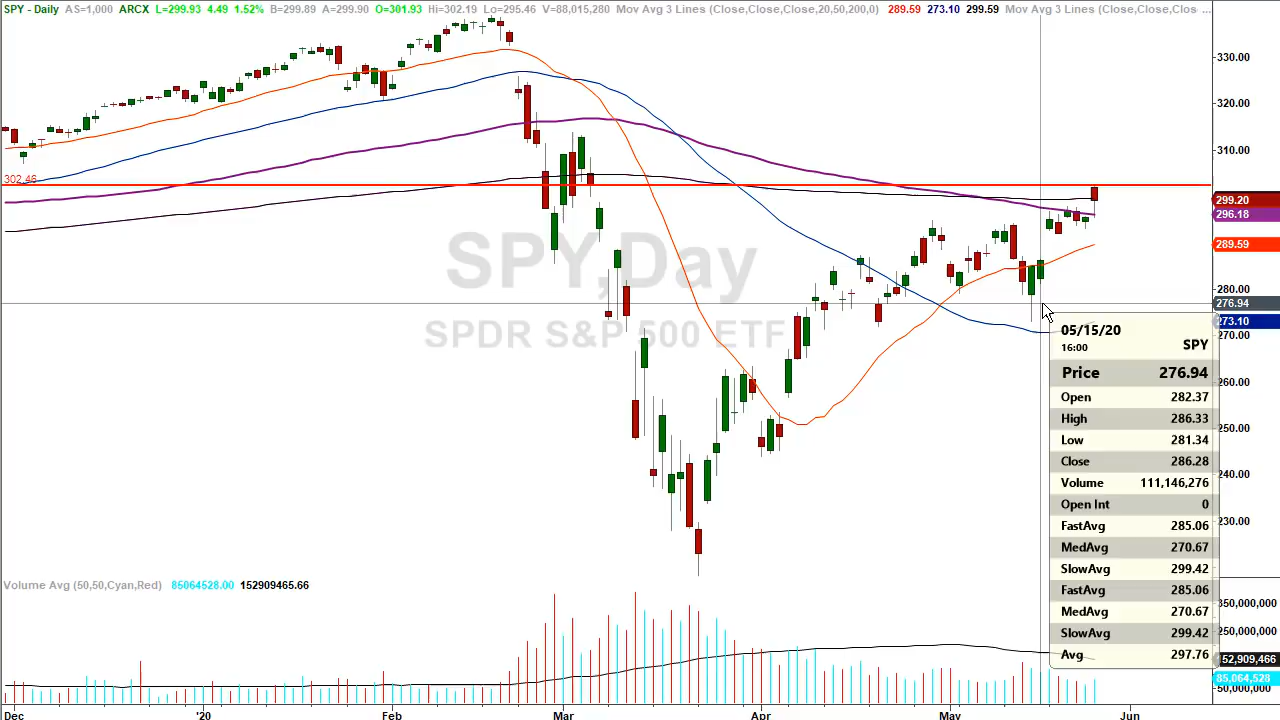 SPY - Daily AS=1,000 ARCX L=299.93 4.49 1.52% B=299.89 A=299.90 O=301.93 Hi=302.19 Lo=295.46 V=88,015,280 Mov Avg 3 Lines (Close,Close,Close,20,50,200,0) 289.59 273.10 299.59 Mov Avg 3 Lines (Close,Close,Clos ...
330.00
320.00
310.00
302.46
299.20
296.18
SPY,Day
289.59
280.00
276.94
273.10
SPDR S&P 500 ETF
270.00
260.00
250.00
240.00
230.00
05/15/20
16:00 SPY
Price 276.94
Open 282.37
High 286.33
Low 281.34
Close 286.28
Volume 111,146,276
Open Int 0
FastAvg 285.06
MedAvg 270.67
SlowAvg 299.42
FastAvg 285.06
MedAvg 270.67
SlowAvg 299.42
Avg 297.76
Volume Avg (50,50,Cyan,Red) 85064528.00 152909465.66
350,000,000
250,000,000
52,909,466
85,064,528
50,000,000
Dec '20 Feb Mar Apr May Jun